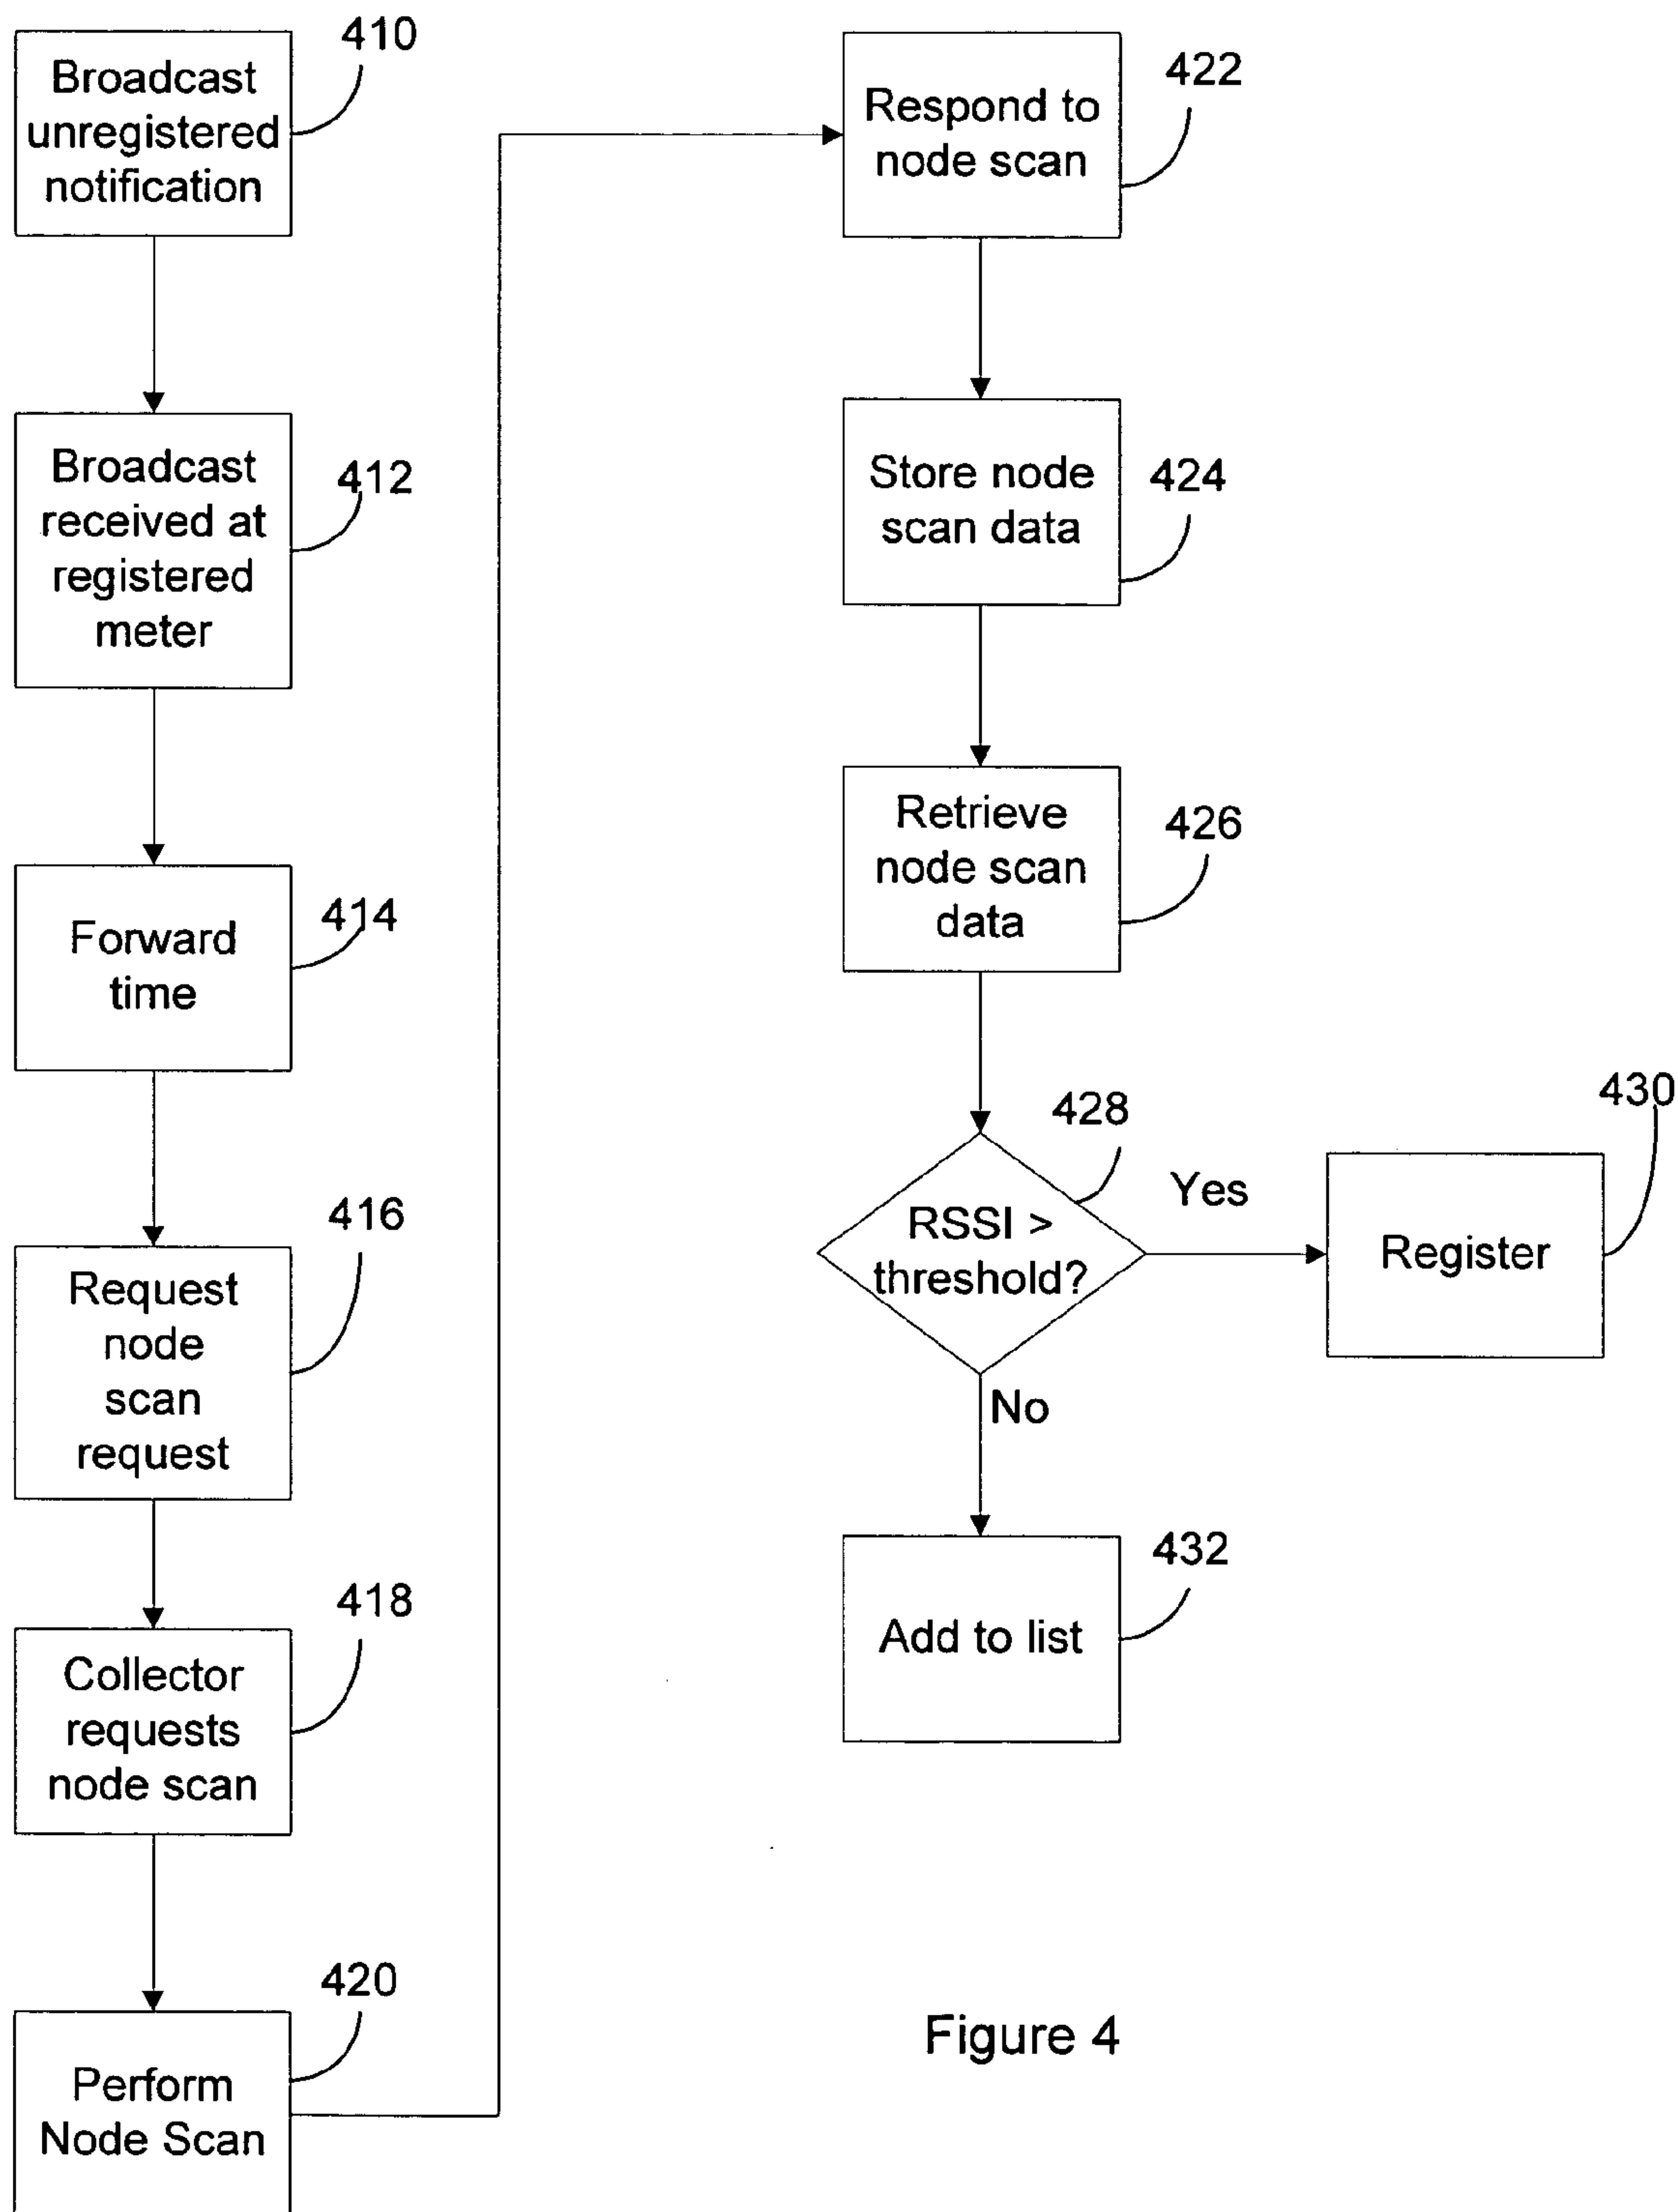 410
Broadcast
unregistered
notification
412
Broadcast
received at
registered
meter
414
Forward
time
416
Request
node
scan
request
418
Collector
requests
node scan
420
Perform
Node Scan
422
Respond to
node scan
424
Store node
scan data
426
Retrieve
node scan
data
428
RSSI >
threshold?
Yes
430
Register
No
432
Add to list
Figure 4